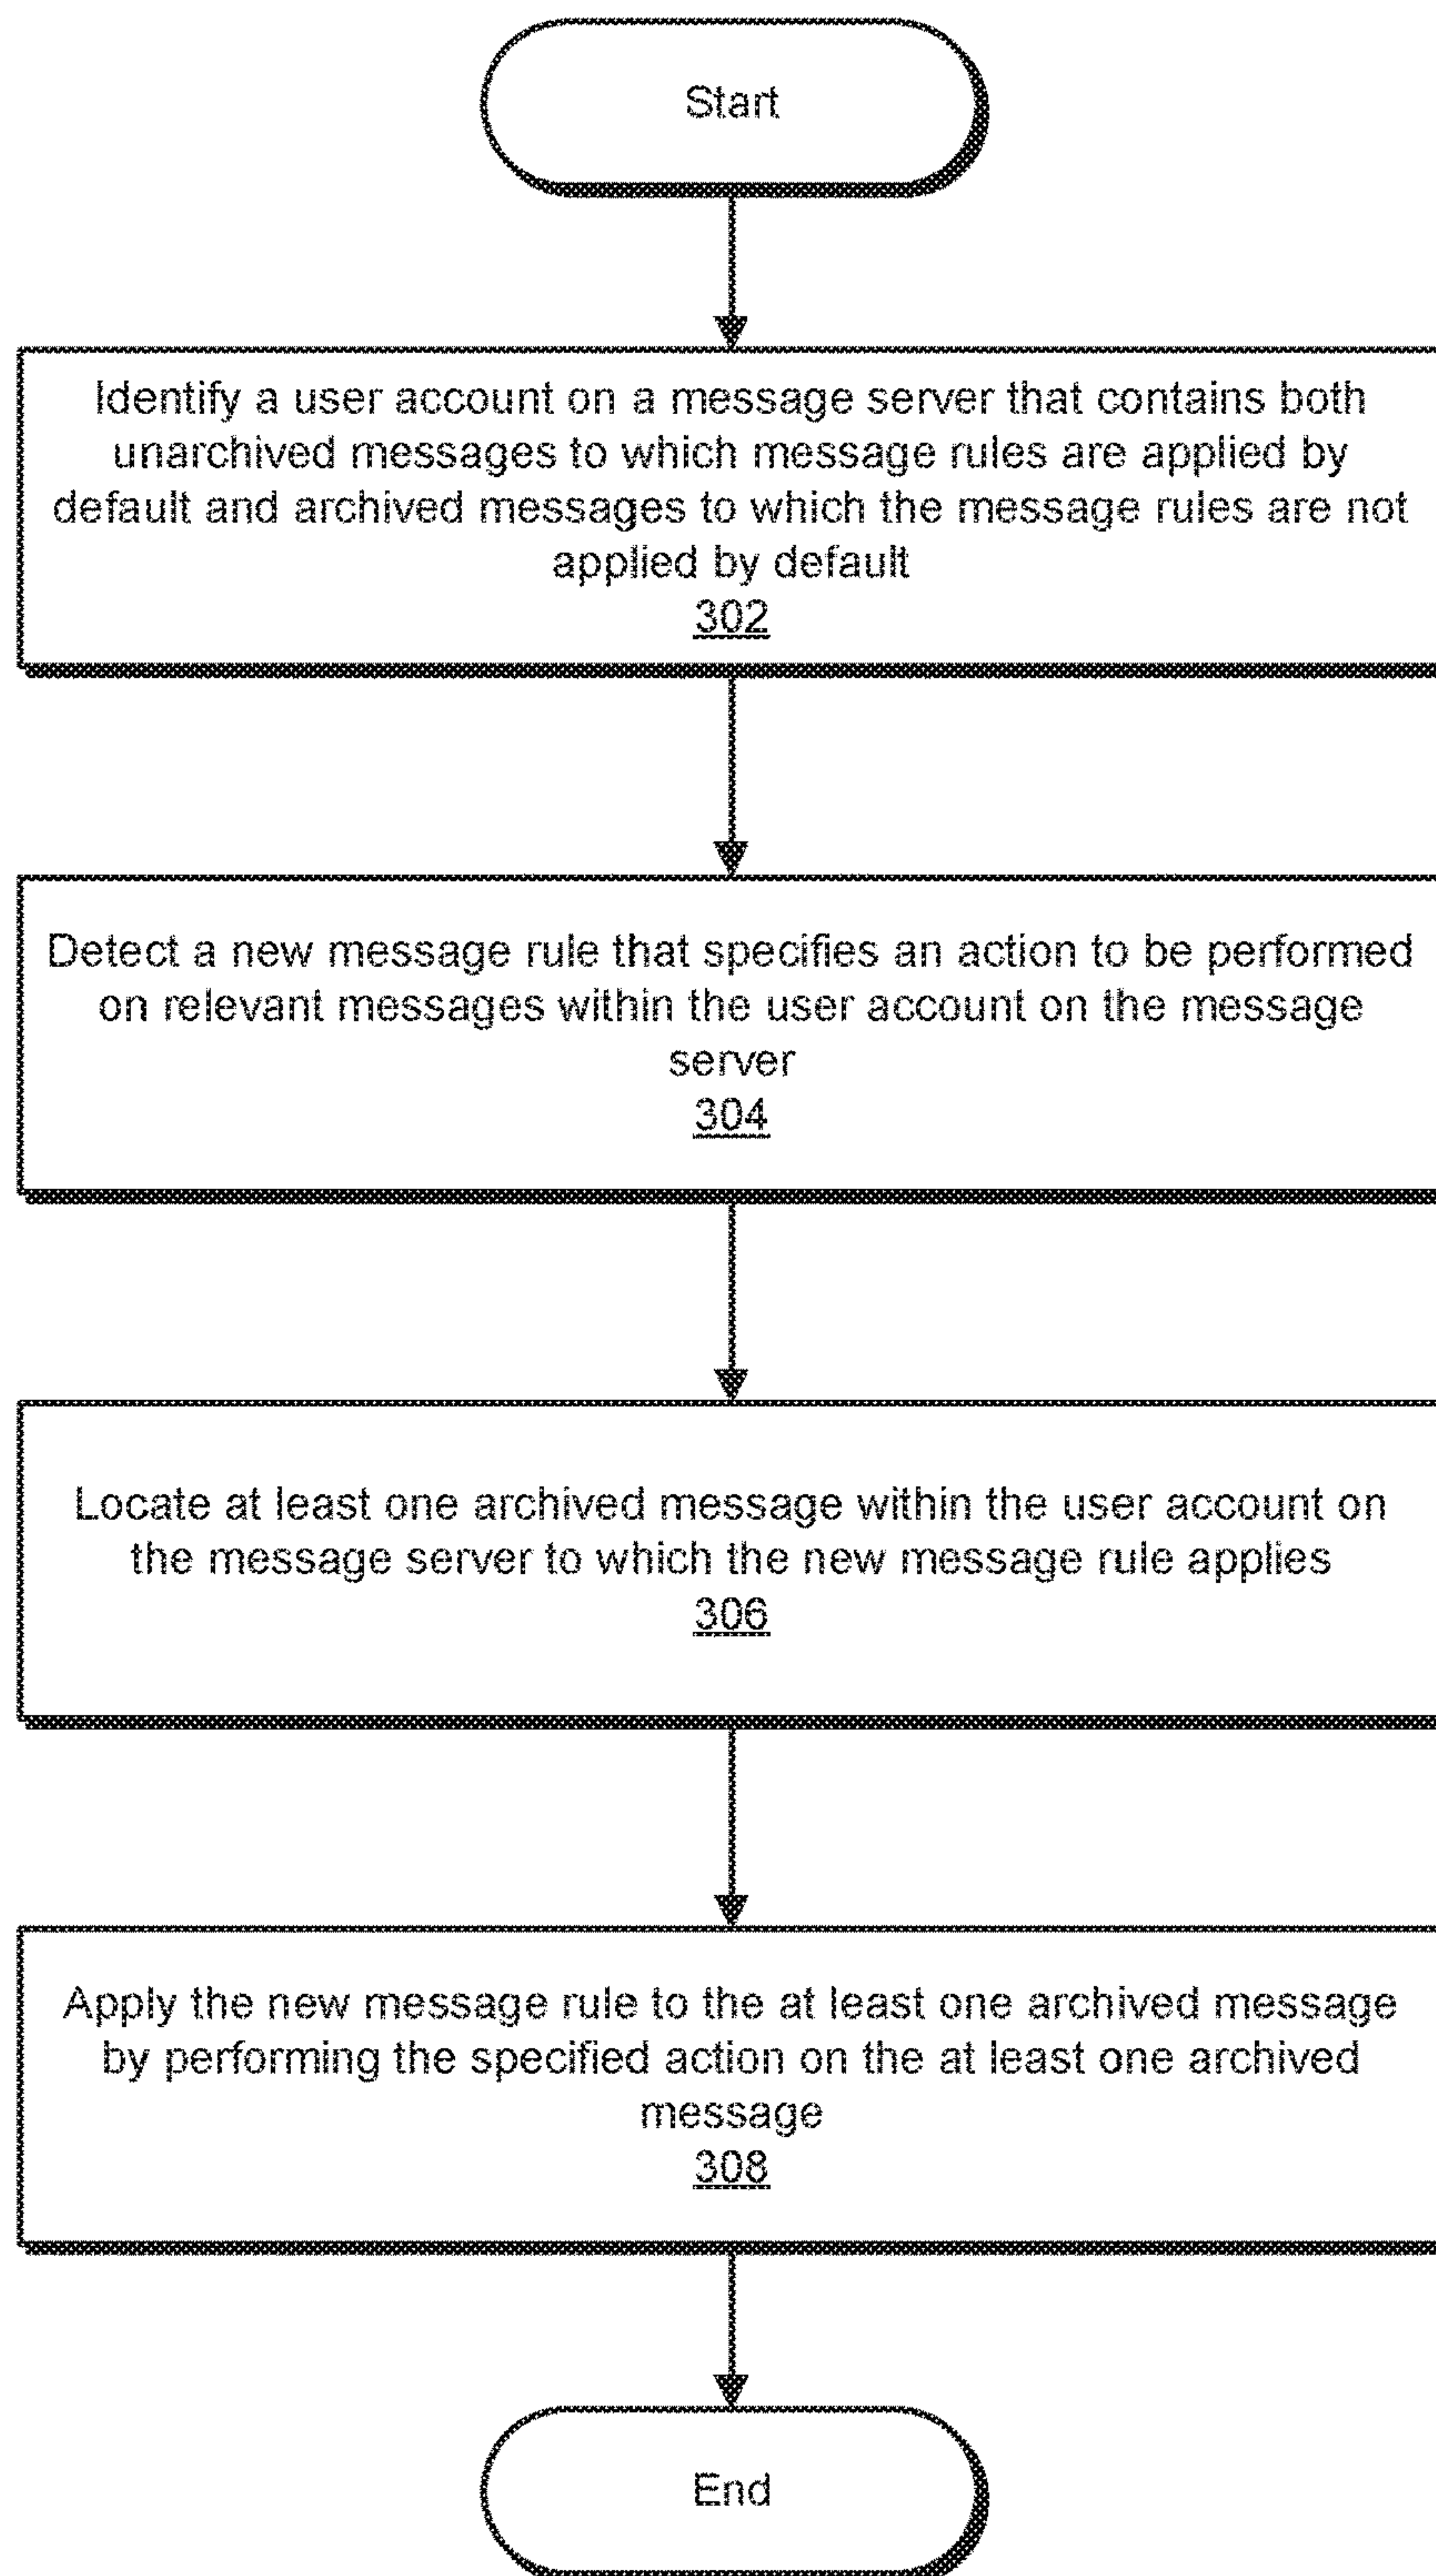 Start
Identify a user account on a message server that contains both
unarchived messages to which message rules are applied by
default and archived messages to which the message rules are not
applied by default
302
Detect a new message rule that specifies an action to be performed
on relevant messages within the user account on the message
server
304
Locate at least one archived message within the user account on
the message server to which the new message rule applies
306
Apply the new message rule to the at least one archived message
by performing the specified action on the at least one archived
message
308
End